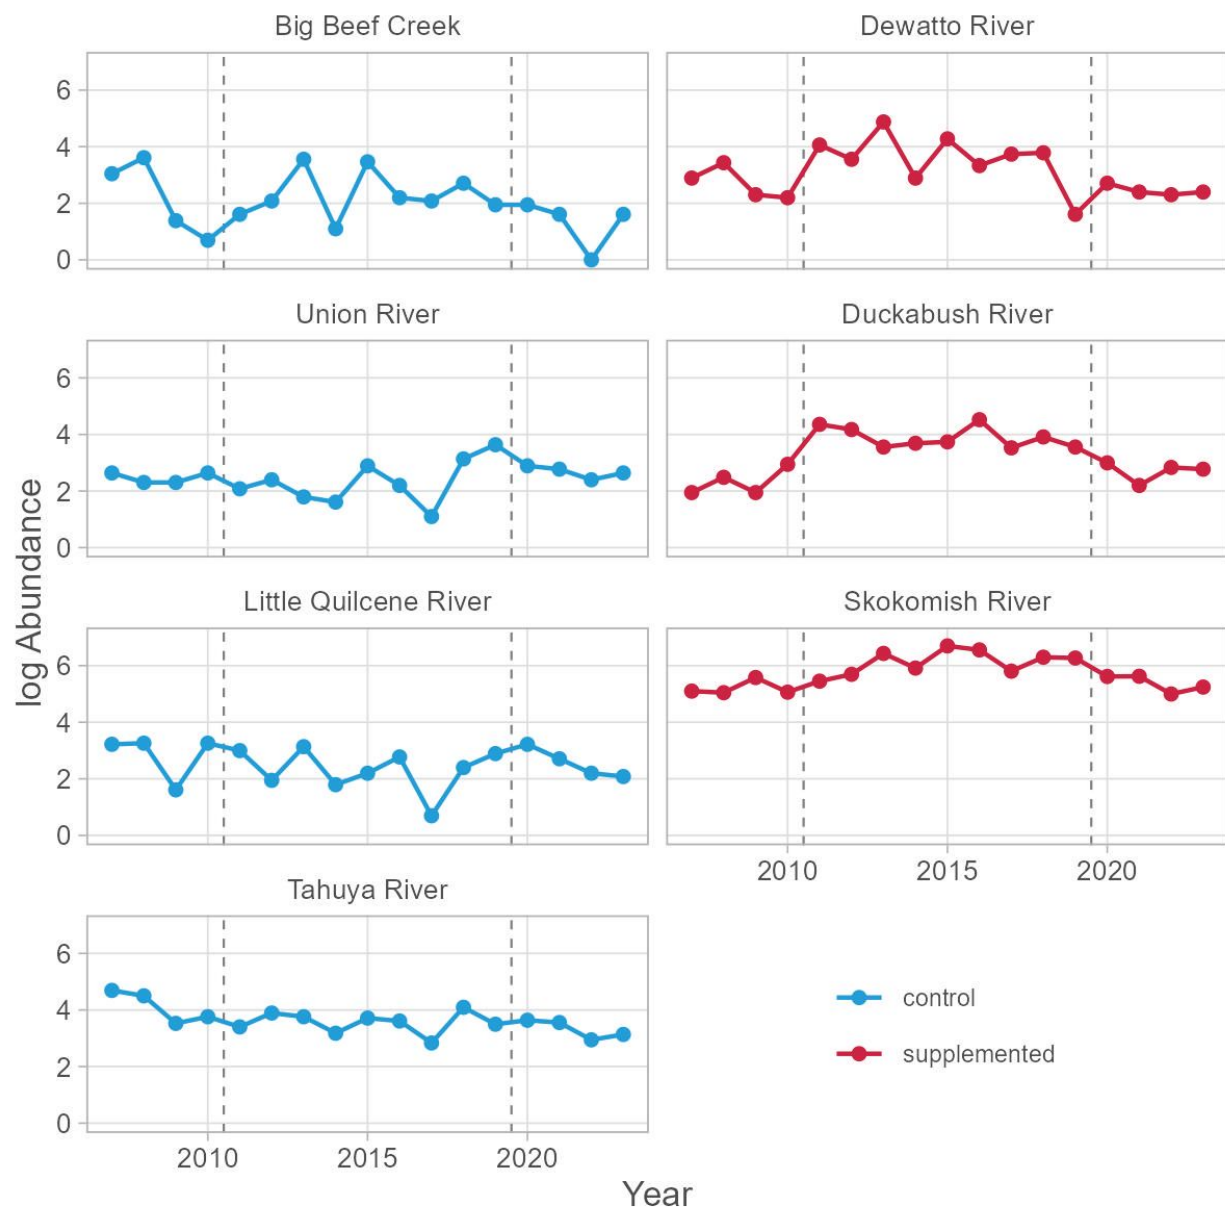 Big Beef Creek
Dewatto River
6
4
2
0
Union River
Duckabush River
6
4
2
0
Little Quilcene River
Skokomish River
6
4
2
0
2010 2015 2020
Tahuya River
6
4
2
0
2010 2015 2020
log Abundance
Year
control
supplemented